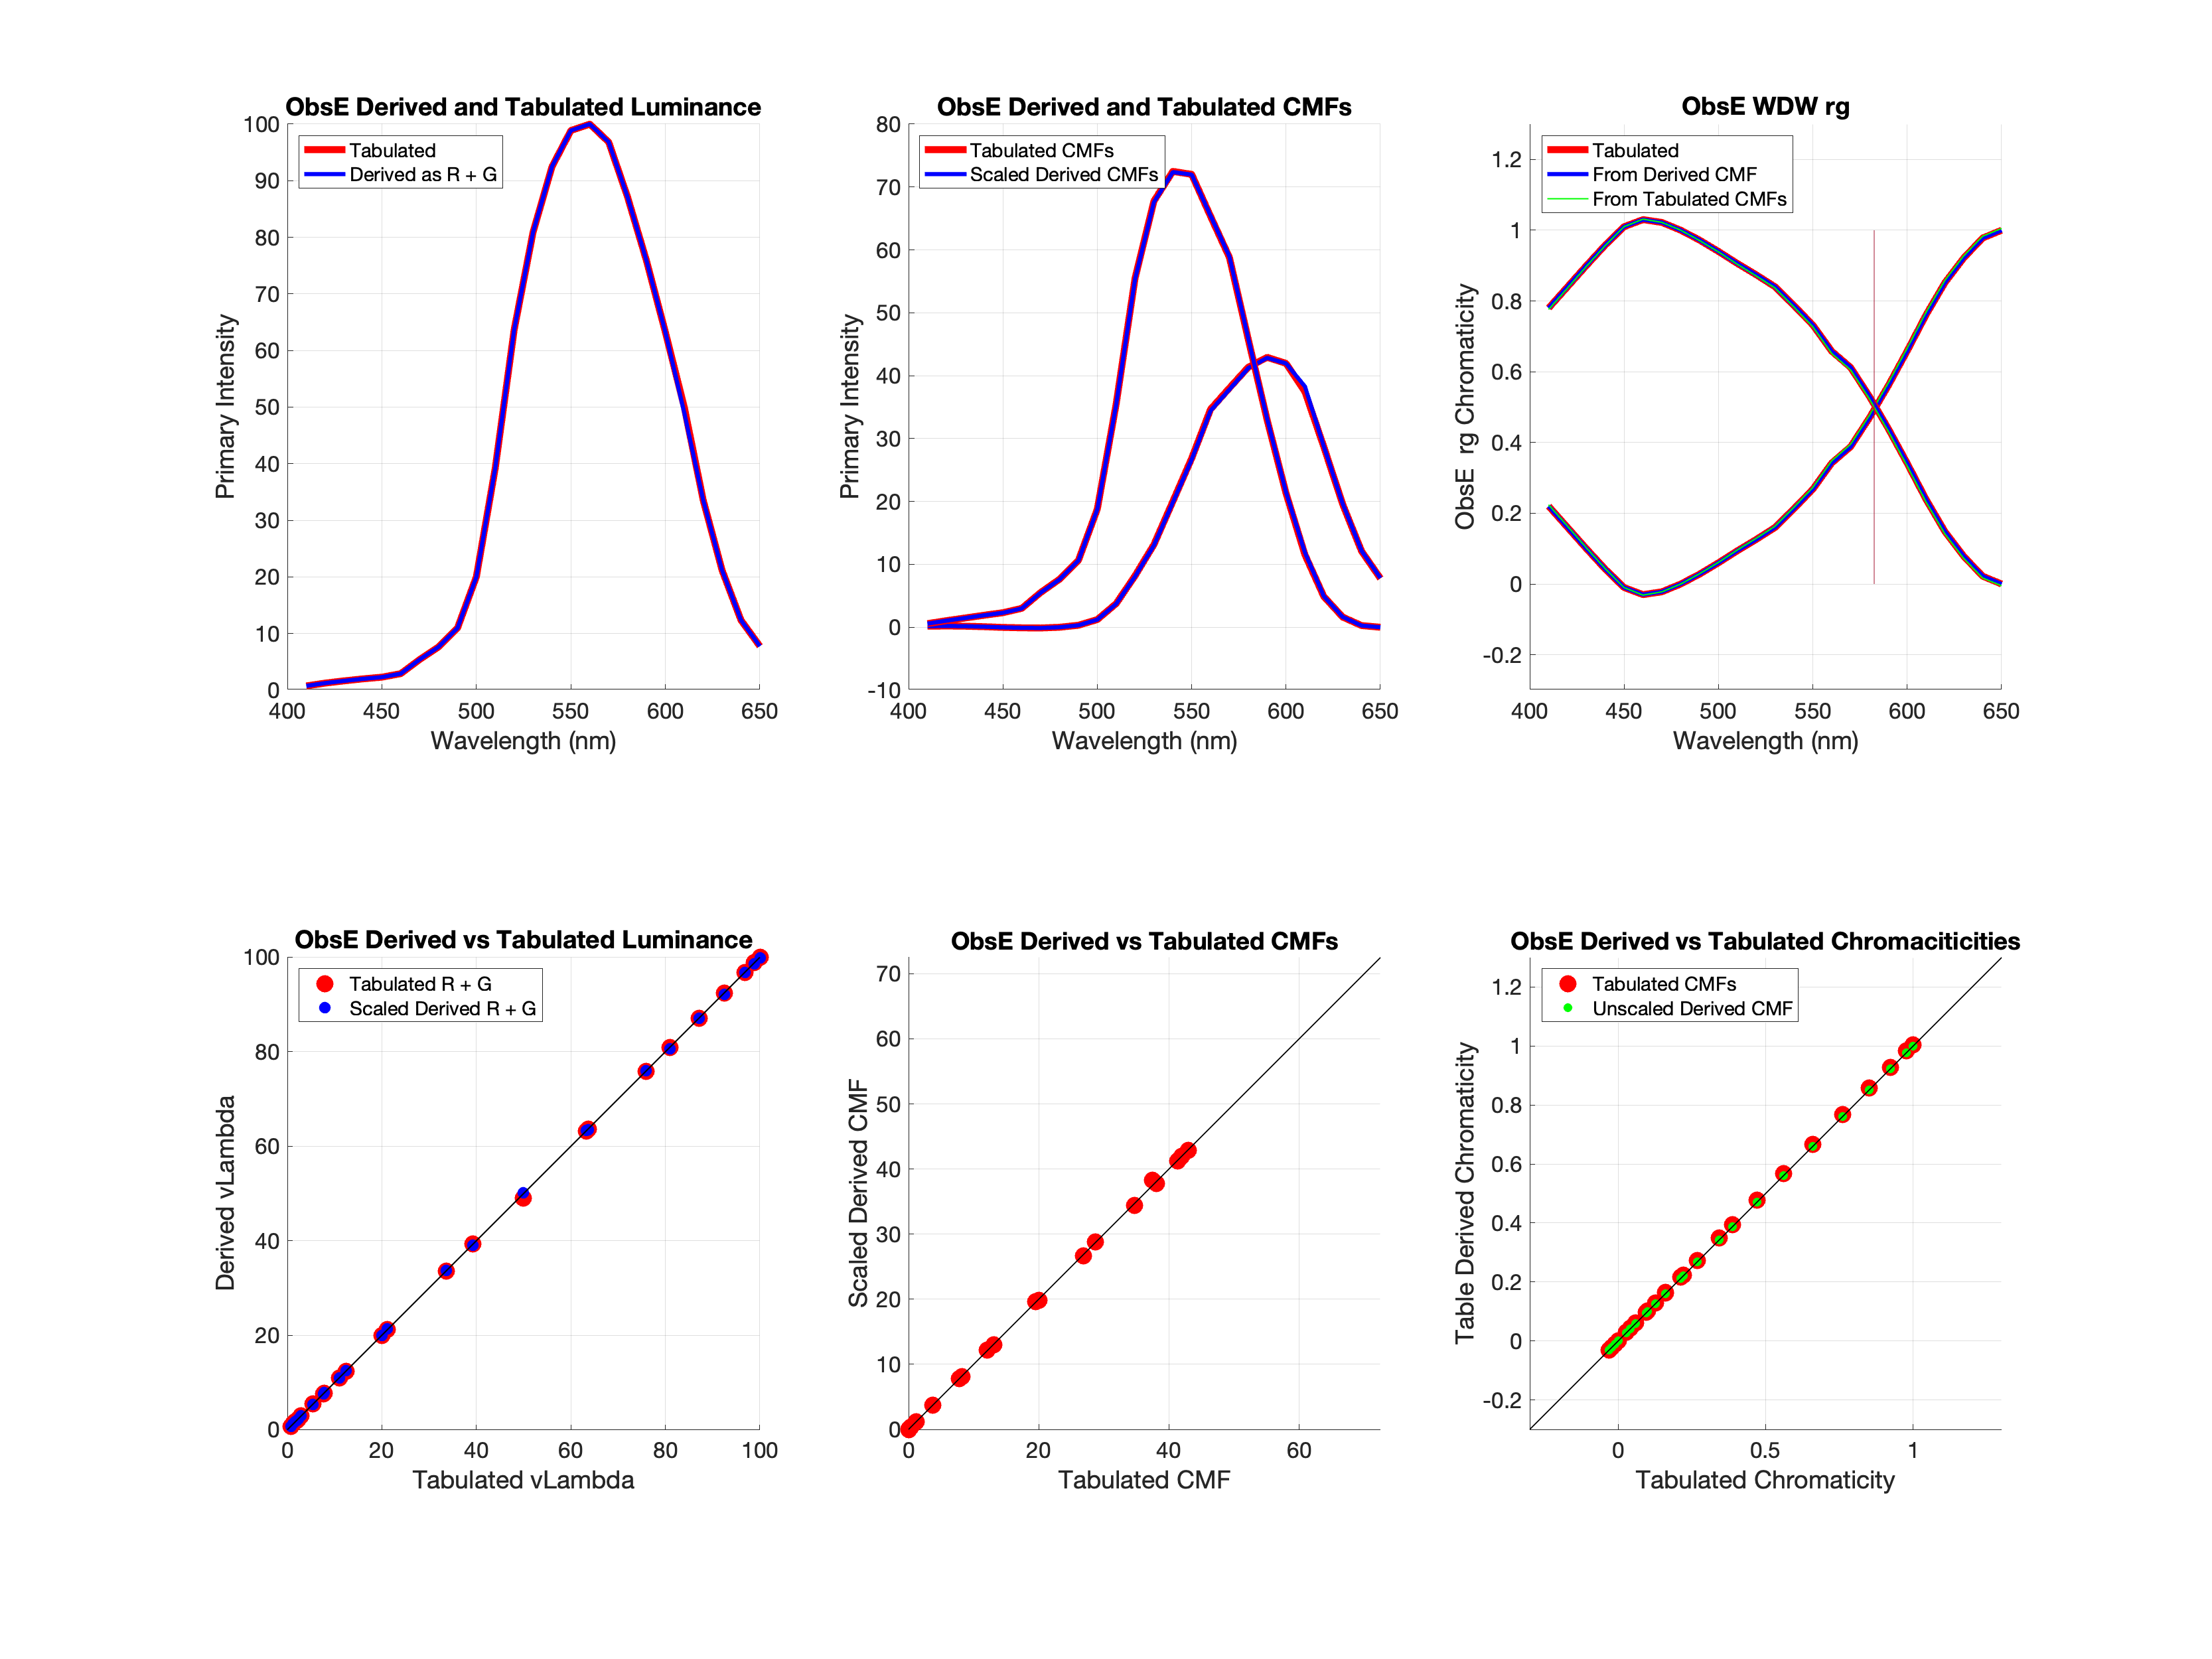 ObsE Derived and Tabulated Luminance
100
90
80
70
60
50
40
30
20
10
0
400 450 500 550 600 650
Wavelength (nm)
Primary Intensity
Tabulated
Derived as R + G
ObsE Derived and Tabulated CMFs
80
70
60
50
40
30
20
10
0
-10
400 450 500 550 600 650
Wavelength (nm)
Primary Intensity
Tabulated CMFs
Scaled Derived CMFs
ObsE WDW rg
1.2
1
0.8
0.6
0.4
0.2
0
-0.2
400 450 500 550 600 650
Wavelength (nm)
ObsE rg Chromaticity
Tabulated
From Derived CMF
From Tabulated CMFs
ObsE Derived vs Tabulated Luminance
100
80
60
40
20
0
0 20 40 60 80 100
Tabulated vLambda
Derived vLambda
Tabulated R + G
Scaled Derived R + G
ObsE Derived vs Tabulated CMFs
70
60
50
40
30
20
10
0
0 20 40 60
Tabulated CMF
Scaled Derived CMF
ObsE Derived vs Tabulated Chromaciticities
1.2
1
0.8
0.6
0.4
0.2
0
-0.2
0 0.5 1
Tabulated Chromaticity
Table Derived Chromaticity
Tabulated CMFs
Unscaled Derived CMF